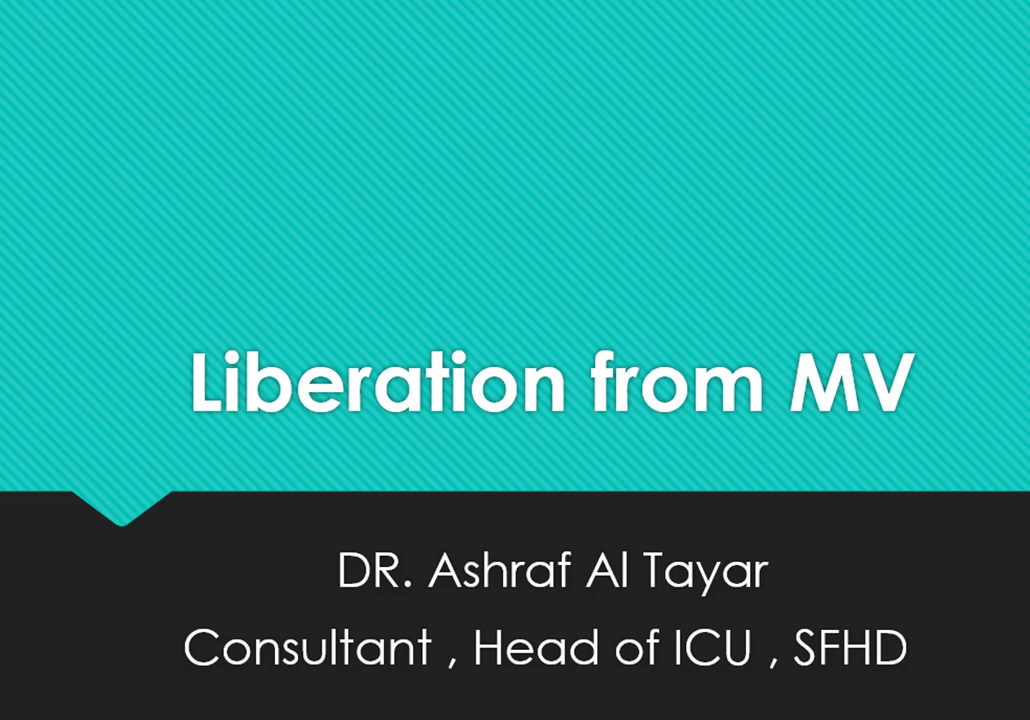 Liberation from MV
DR. Ashraf Al Tayar
Consultant , Head of ICU , SFHD